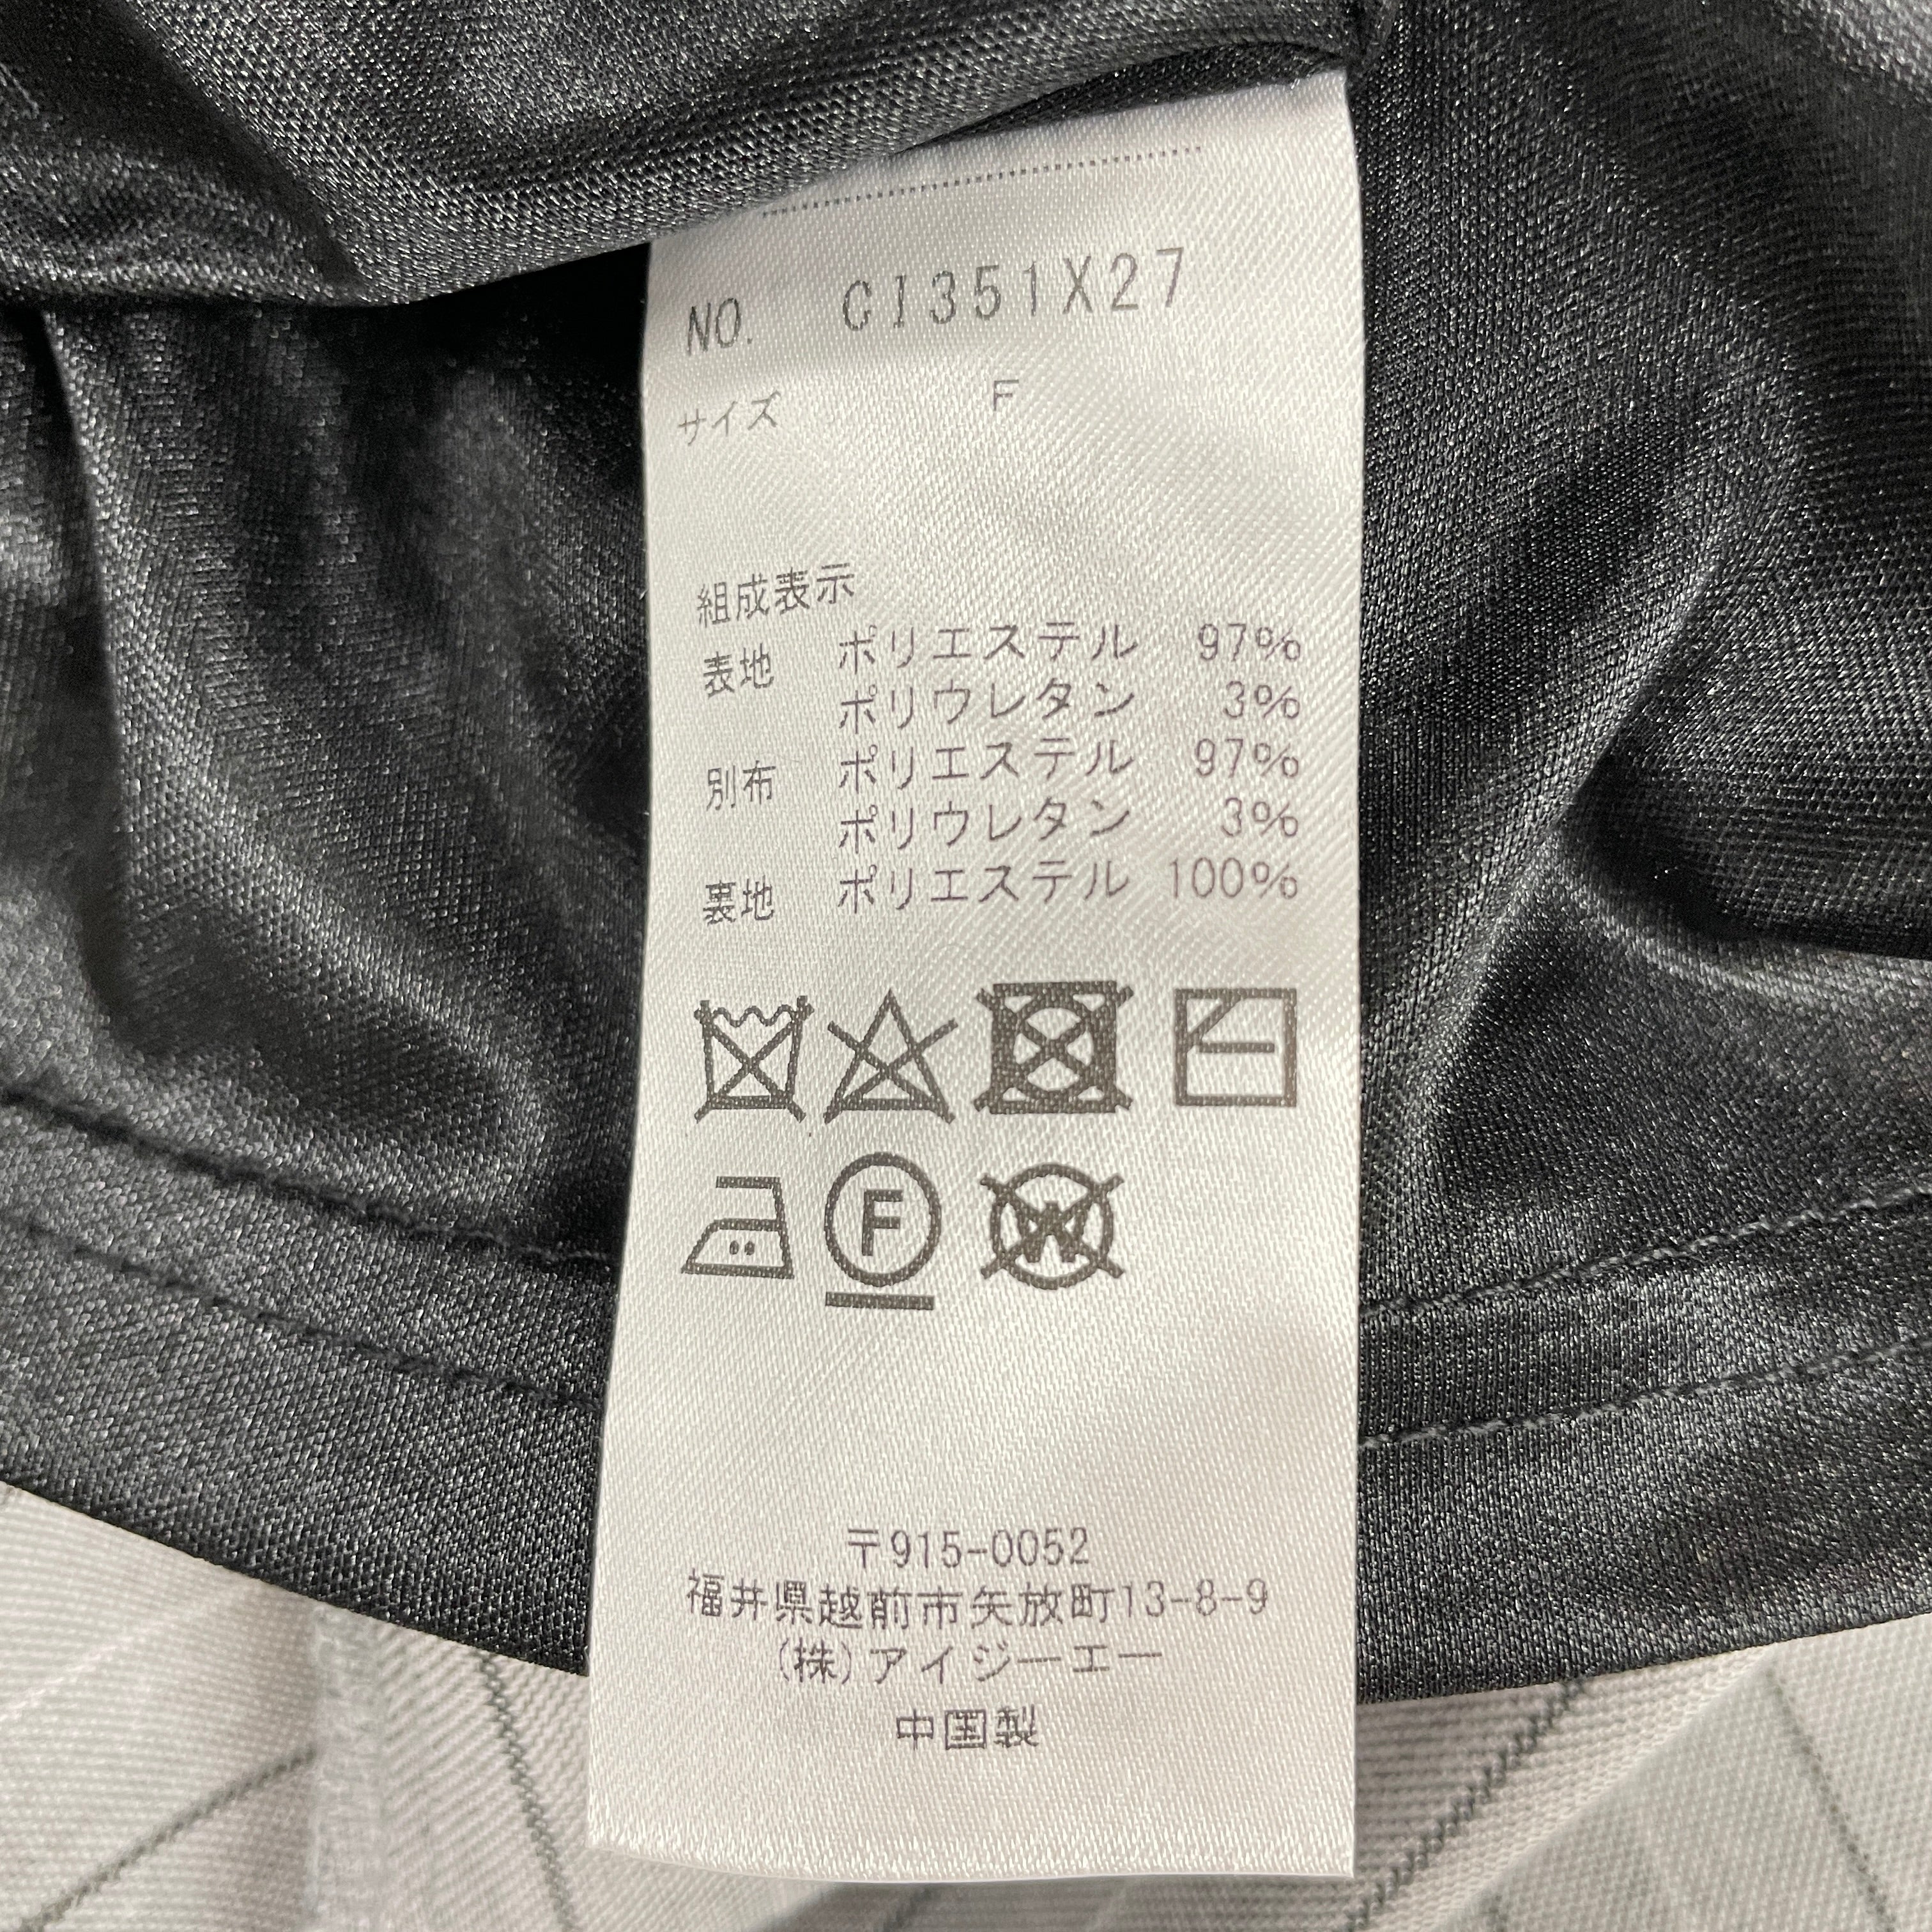 NO. CI351X27
サイズ F
組成表示
表地 ポリエステル 97%
ポリウレタン 3%
別布 ポリエステル 97%
ポリウレタン 3%
裏地 ポリエステル 100%
F W
〒915-0052
福井県越前市矢放町13-8-9
(株)アイジーエー
中国製